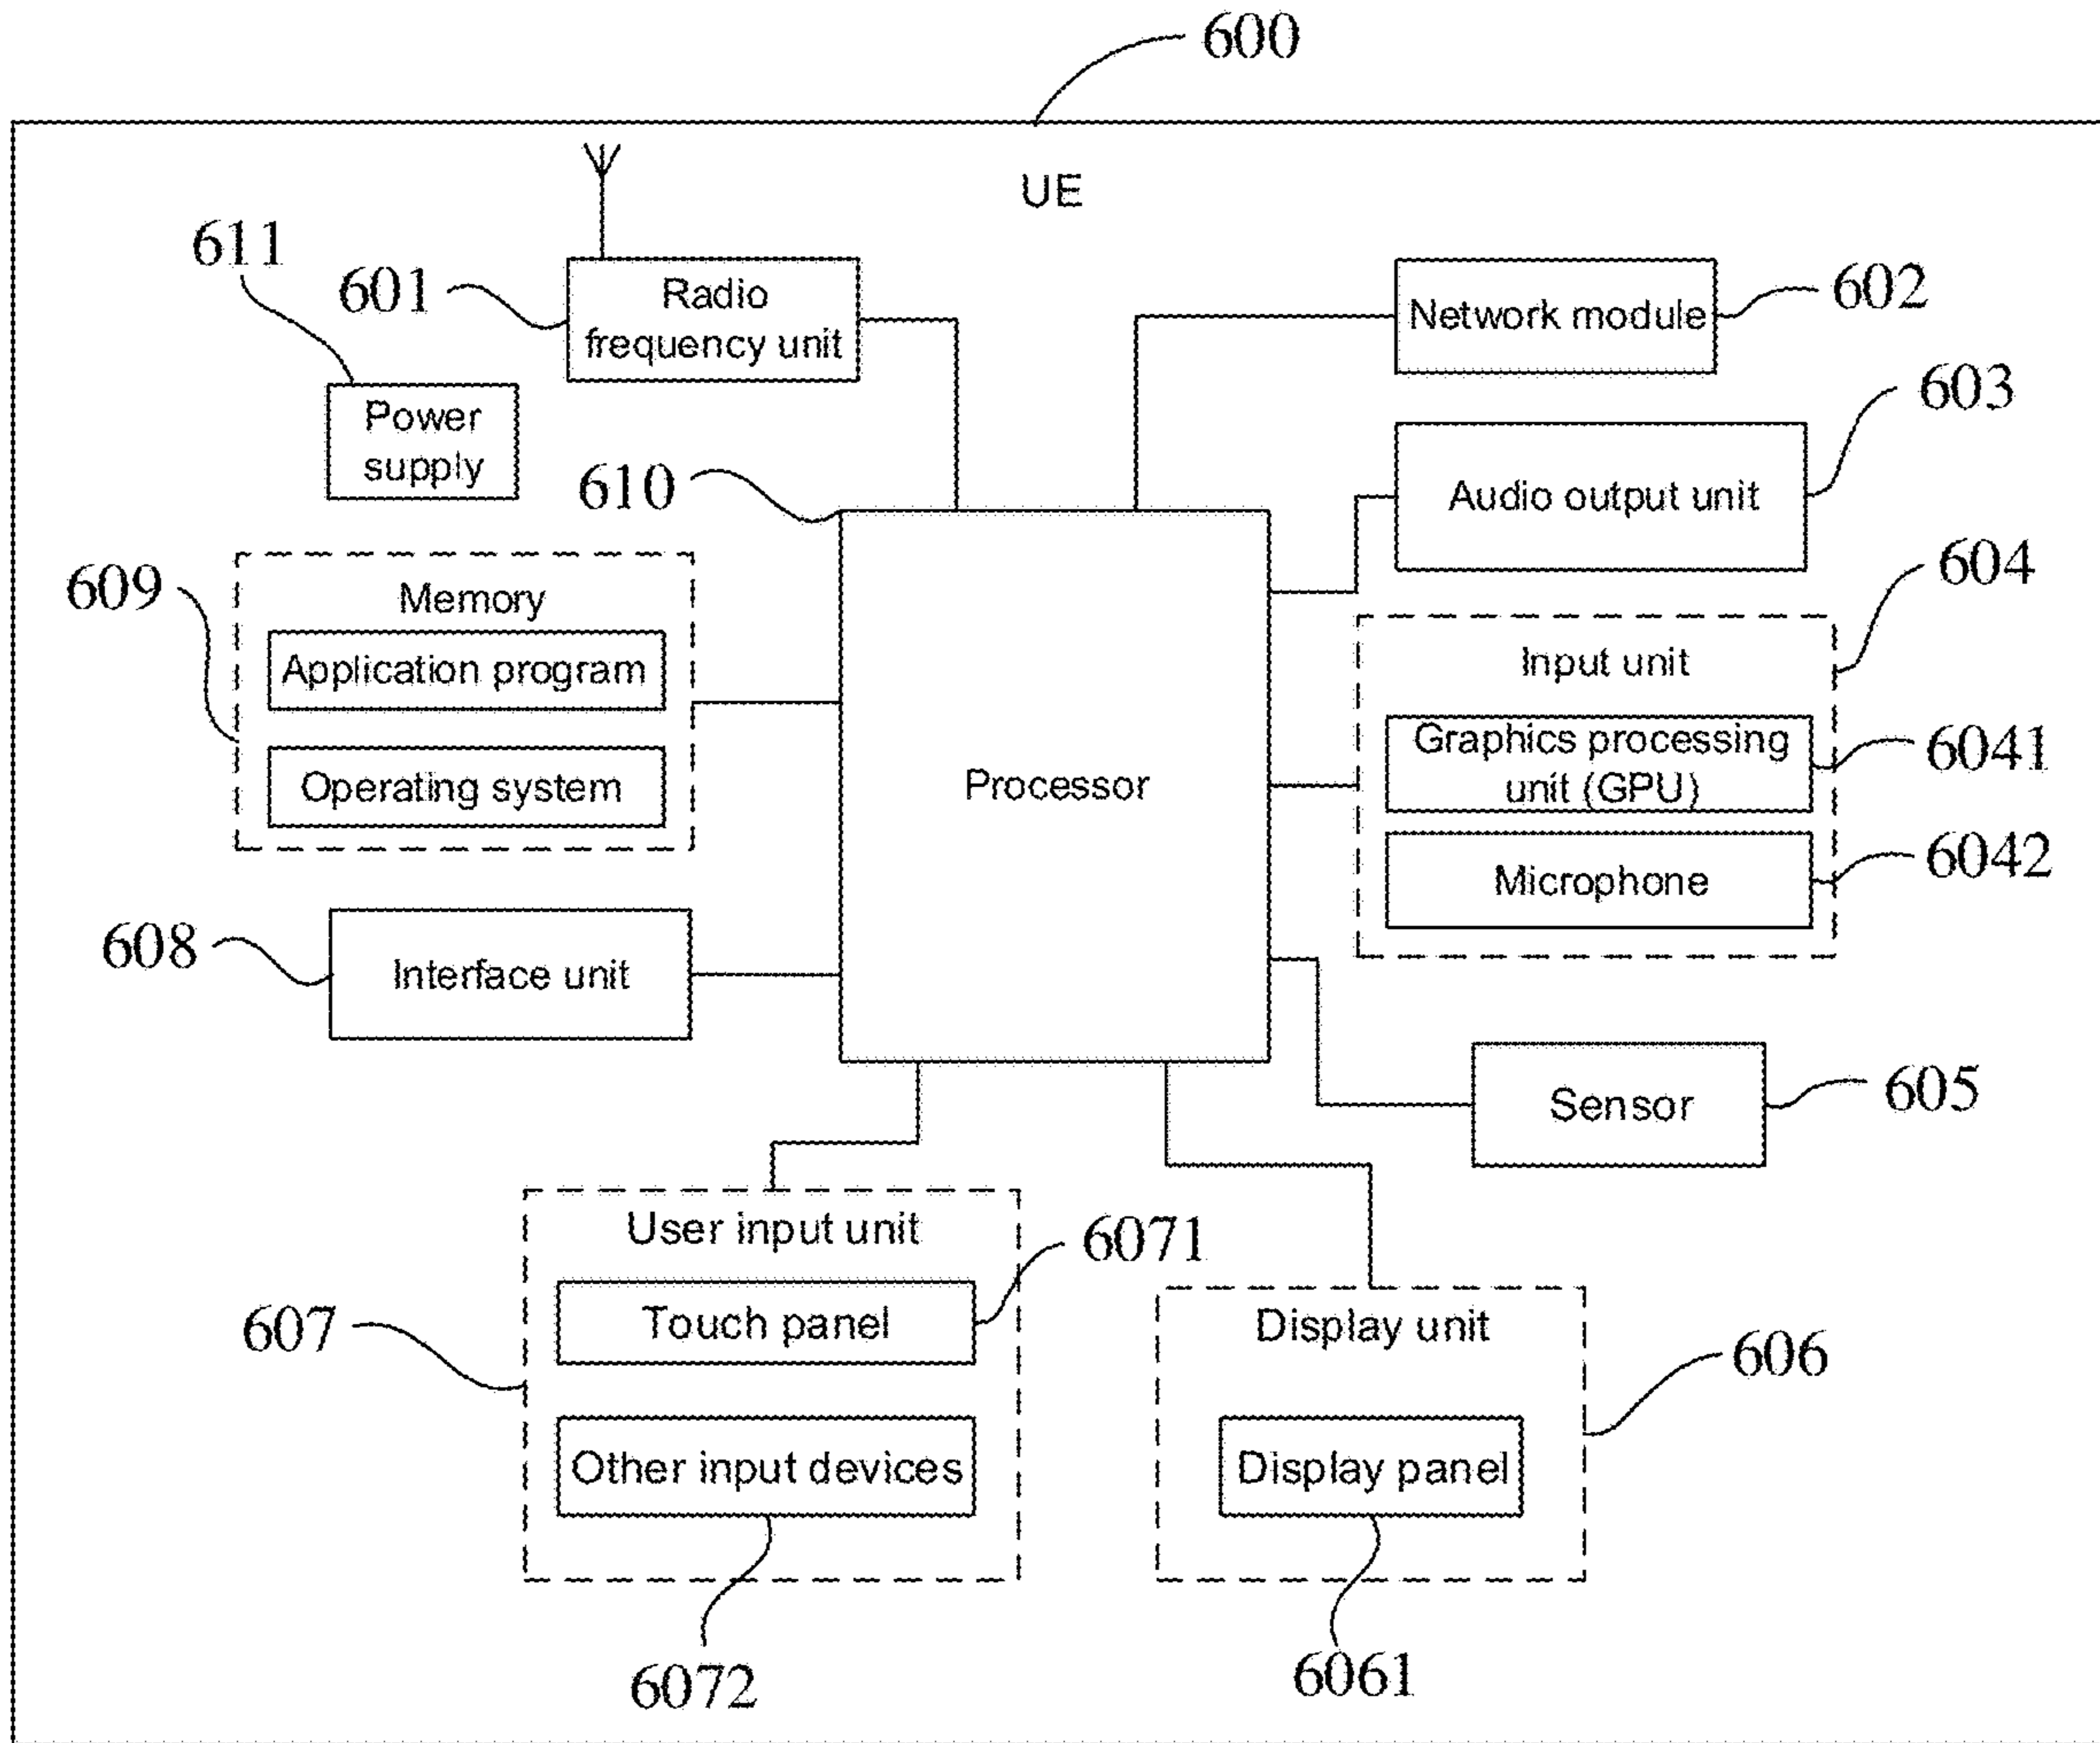 600
UE
611
601
Radio
frequency unit
Network module
602
Power
supply
603
610
Audio output unit
609
Memory
604
Application program
Input unit
Operating system
Processor
Graphics processing
unit (GPU)
6041
Microphone
6042
608
Interface unit
Sensor
605
User input unit
6071
607
Touch panel
Display unit
606
Other input devices
Display panel
6072
6061